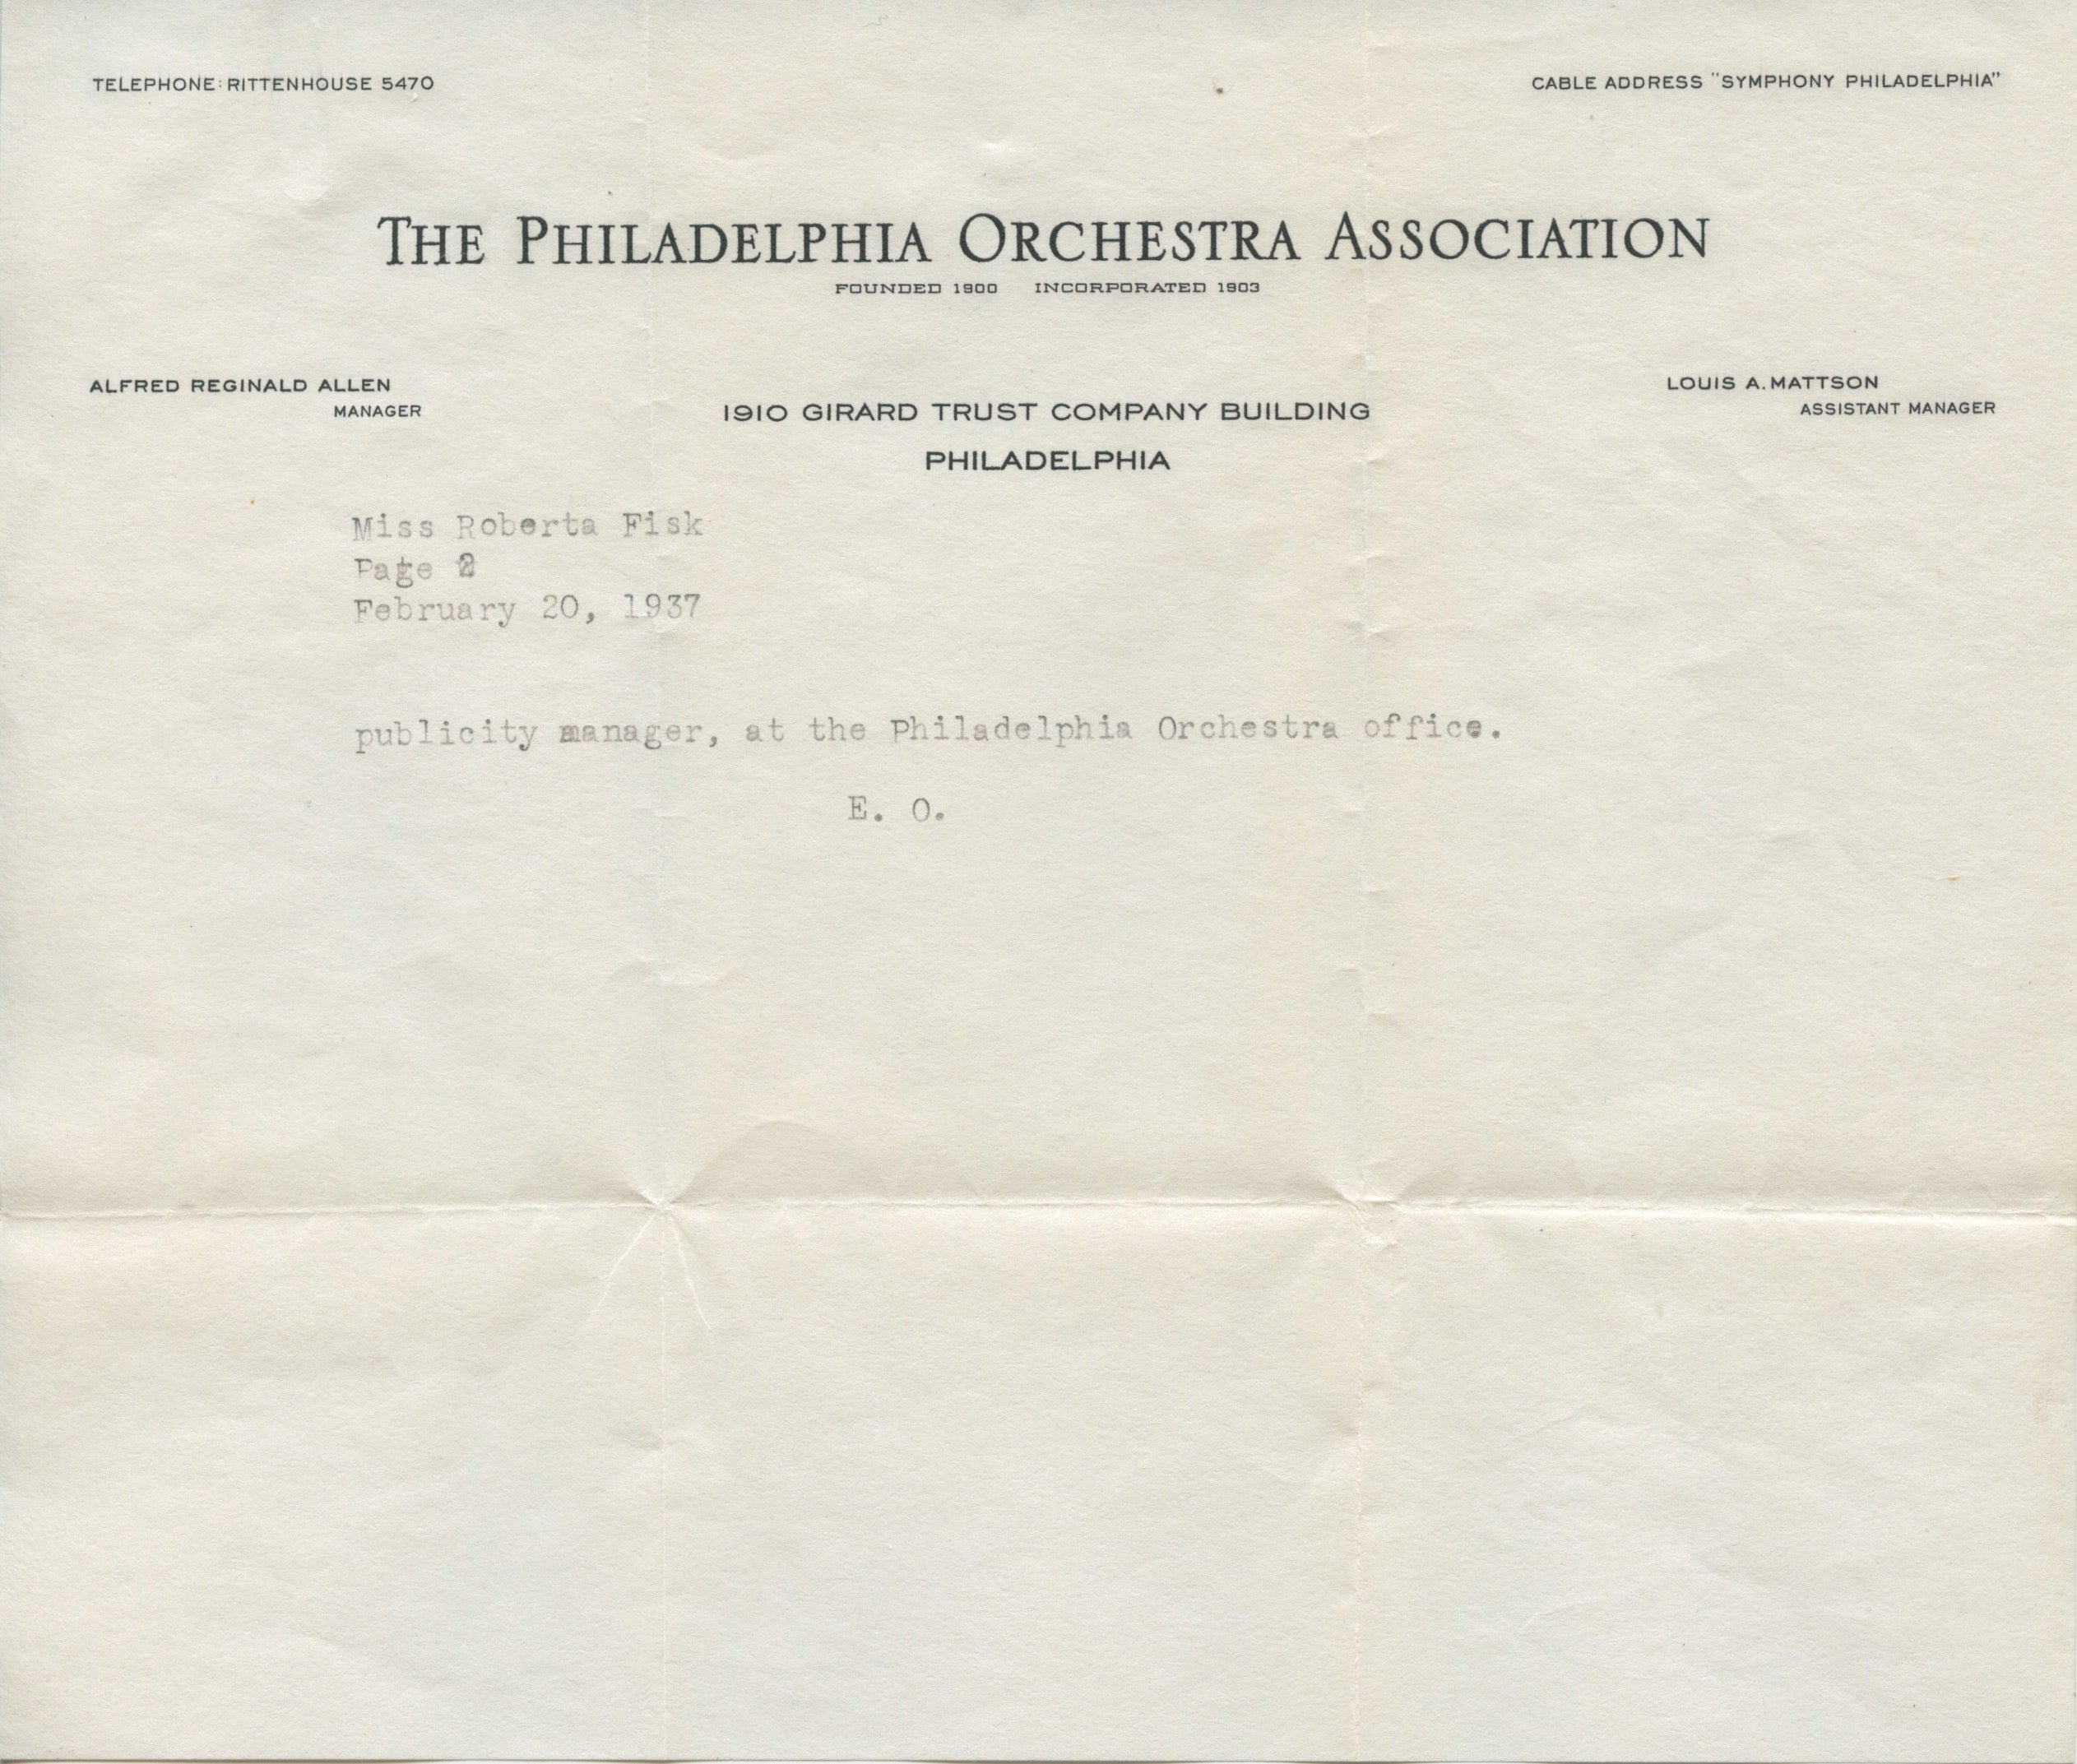 TELEPHONE: RITTENHOUSE 5470
CABLE ADDRESS "SYMPHONY PHILADELPHIA"
THE PHILADELPHIA ORCHESTRA ASSOCIATION
FOUNDED 1900 INCORPORATED 1903
ALFRED REGINALD ALLEN
MANAGER
LOUIS A. MATTSON
ASSISTANT MANAGER
1910 GIRARD TRUST COMPANY BUILDING
PHILADELPHIA
Miss Roberta Fisk
Page 2
February 20, 1937
publicity manager, at the Philadelphia Orchestra office.
E. O.